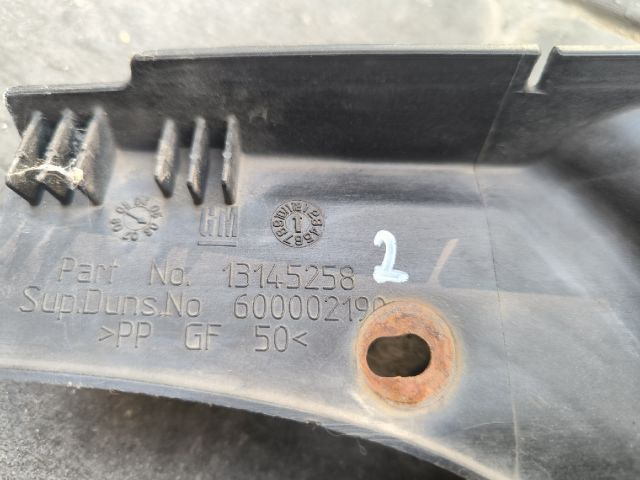 GM
Part No. 13145258 2
Sup.Duns.No 600002190
>PP GF 50<